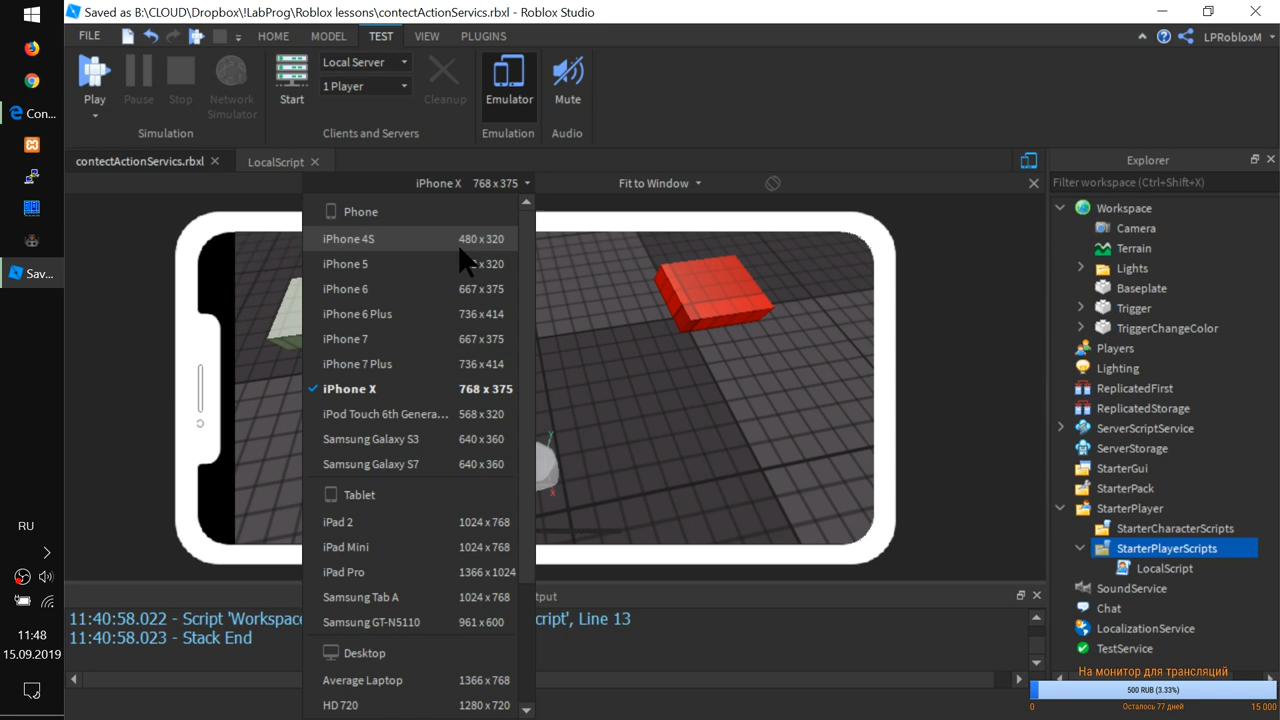 Saved as B:\CLOUD\Dropbox\!LabProg\Roblox lessons\contectActionServics.rbxl - Roblox Studio
FILE HOME MODEL TEST VIEW PLUGINS
LPRobloxM
Play Pause Stop Network Simulator
Simulation
Start
Local Server
1 Player
Cleanup
Clients and Servers
Emulator
Emulation
Mute
Audio
contectActionServics.rbxl
LocalScript
iPhone X 768 x 375
Fit to Window
Phone
iPhone 4S 480 x 320
iPhone 5 x 320
iPhone 6 667 x 375
iPhone 6 Plus 736 x 414
iPhone 7 667 x 375
iPhone 7 Plus 736 x 414
iPhone X 768 x 375
iPod Touch 6th Genera... 568 x 320
Samsung Galaxy S3 640 x 360
Samsung Galaxy S7 640 x 360
Tablet
iPad 2 1024 x 768
iPad Mini 1024 x 768
iPad Pro 1366 x 1024
Samsung Tab A 1024 x 768
Samsung GT-N5110 961 x 600
Desktop
Average Laptop 1366 x 768
HD 720 1280 x 720
y
x
tput
11:40:58.022 - Script 'Workspace
cript', Line 13
11:40:58.023 - Stack End
Explorer
Filter workspace (Ctrl+Shift+X)
Workspace
Camera
Terrain
Lights
Baseplate
Trigger
TriggerChangeColor
Players
Lighting
ReplicatedFirst
ReplicatedStorage
ServerScriptService
ServerStorage
StarterGui
StarterPack
StarterPlayer
StarterCharacterScripts
StarterPlayerScripts
LocalScript
SoundService
Chat
LocalizationService
TestService
На монитор для трансляций
500 RUB (3.33%)
0 Осталось 77 дней 15 000
Con...
Sav...
RU
11:48
15.09.2019